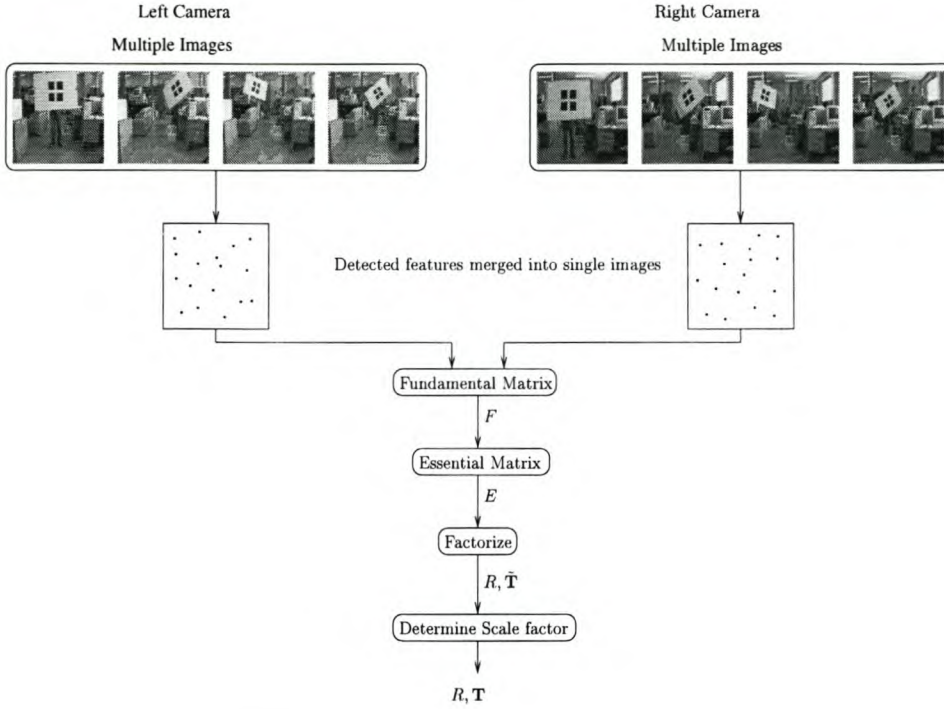 Left Camera
Right Camera
Multiple Images
Multiple Images
Detected features merged into single images
Fundamental Matrix
F
Essential Matrix
E
Factorize
R, T̃
Determine Scale factor
R, T